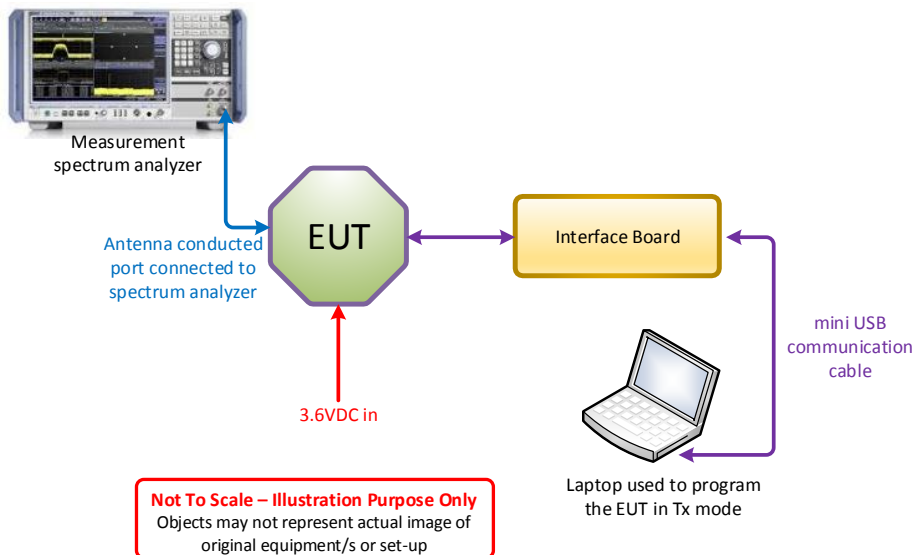 Measurement
spectrum analyzer
Antenna conducted
port connected to
spectrum analyzer
EUT
Interface Board
mini USB
communication
cable
3.6VDC in
Laptop used to program
the EUT in Tx mode
Not To Scale – Illustration Purpose Only
Objects may not represent actual image of
original equipment/s or set-up